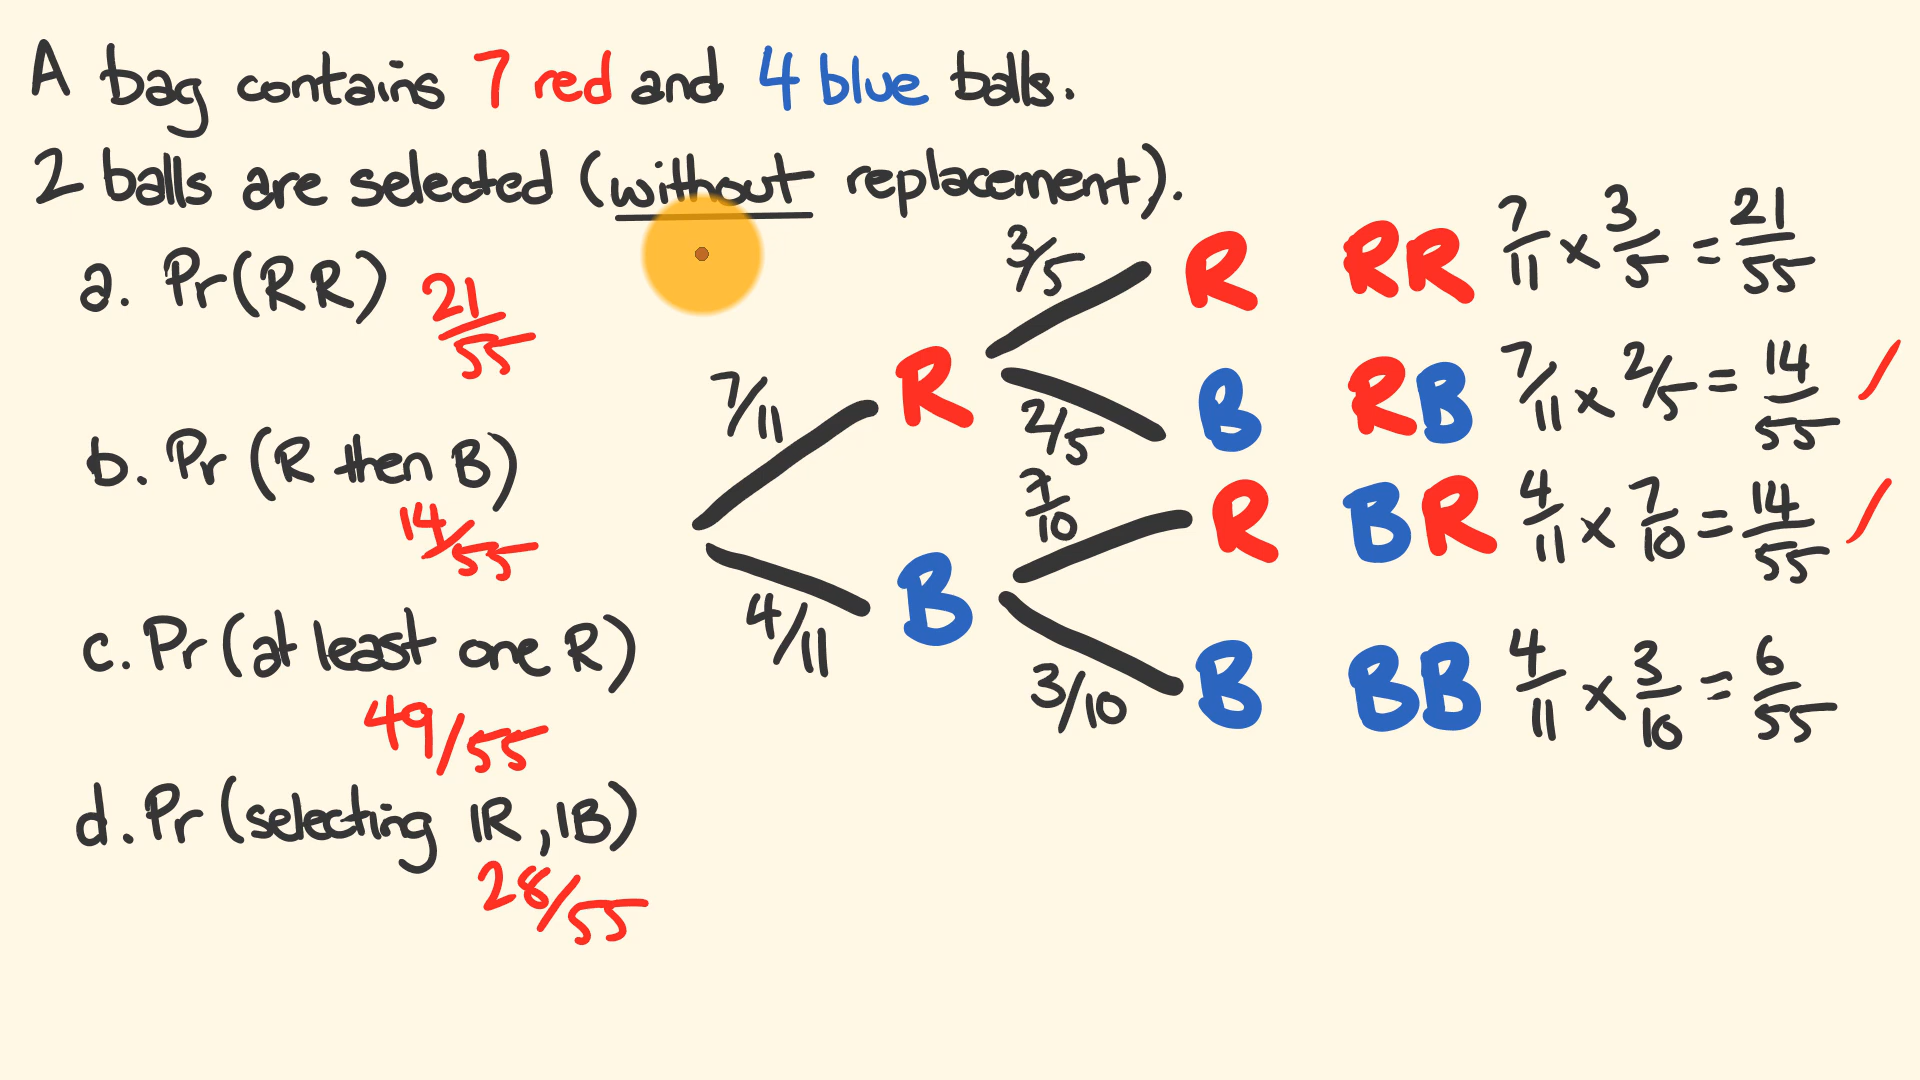 A bag contains 7 red and 4 blue balls.
2 balls are selected (without replacement).
a. Pr(RR) 21/55
b. Pr (R then B)
14/55
c. Pr (at least one R)
49/55
d. Pr (selecting 1R, 1B)
28/55
7/11 R
4/11 B
3/5 R
2/5 B
7/10 R
3/10 B
RR 7/11 × 3/5 = 21/55
RB 7/11 × 2/5 = 14/55 /
BR 4/11 × 7/10 = 14/55 /
BB 4/11 × 3/10 = 6/55